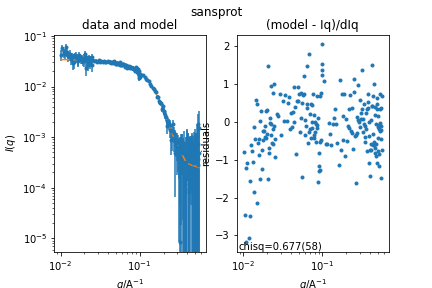 sansprot
data and model
(model - Iq)/dIq
10⁻¹
10⁻²
10⁻³
10⁻⁴
10⁻⁵
I(q)
10⁻²
10⁻¹
q/A⁻¹
2
1
0
−1
−2
−3
residuals
chisq=0.677(58)
10⁻²
10⁻¹
q/A⁻¹